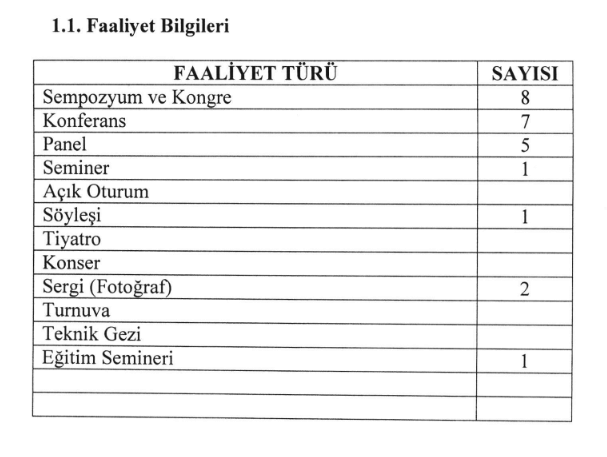 1.1. Faaliyet Bilgileri
FAALİYET TÜRÜ SAYISI
Sempozyum ve Kongre 8
Konferans 7
Panel 5
Seminer 1
Açık Oturum
Söyleşi 1
Tiyatro
Konser
Sergi (Fotoğraf) 2
Turnuva
Teknik Gezi
Eğitim Semineri 1